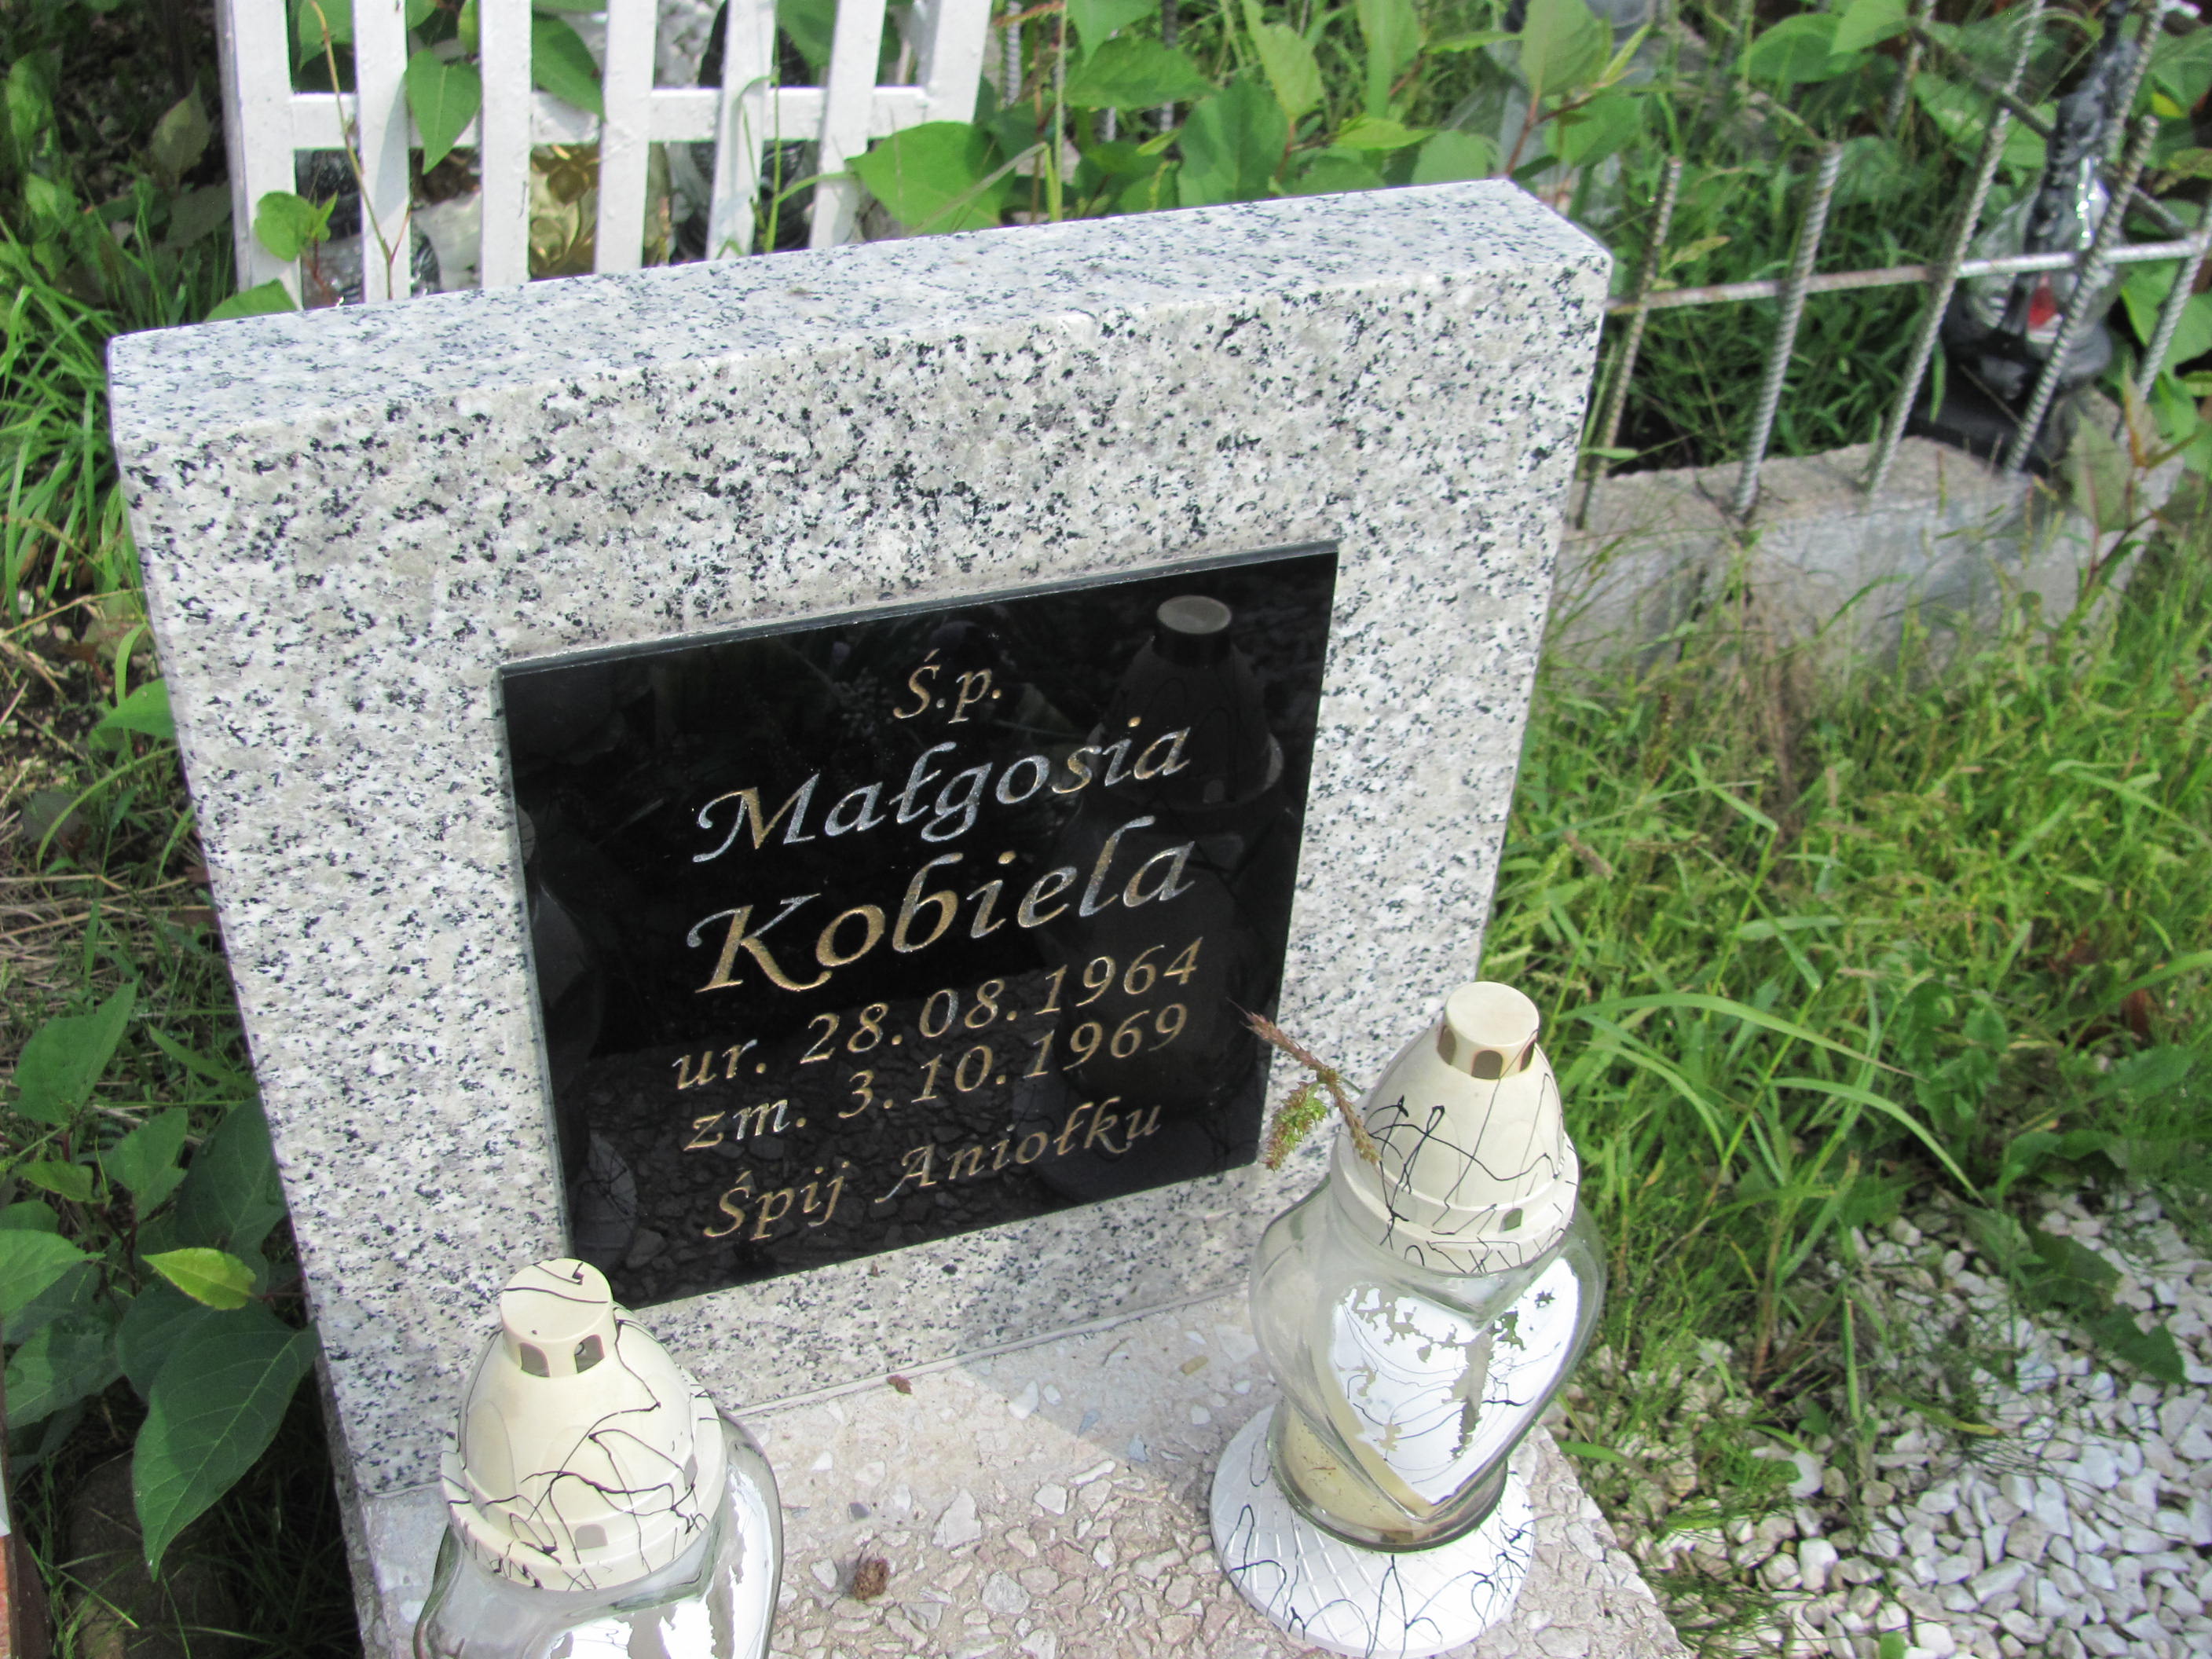 Ś.p.
Małgosia
Kobiela
ur. 28.08.1964
zm. 3.10.1969
Śpij Aniołku